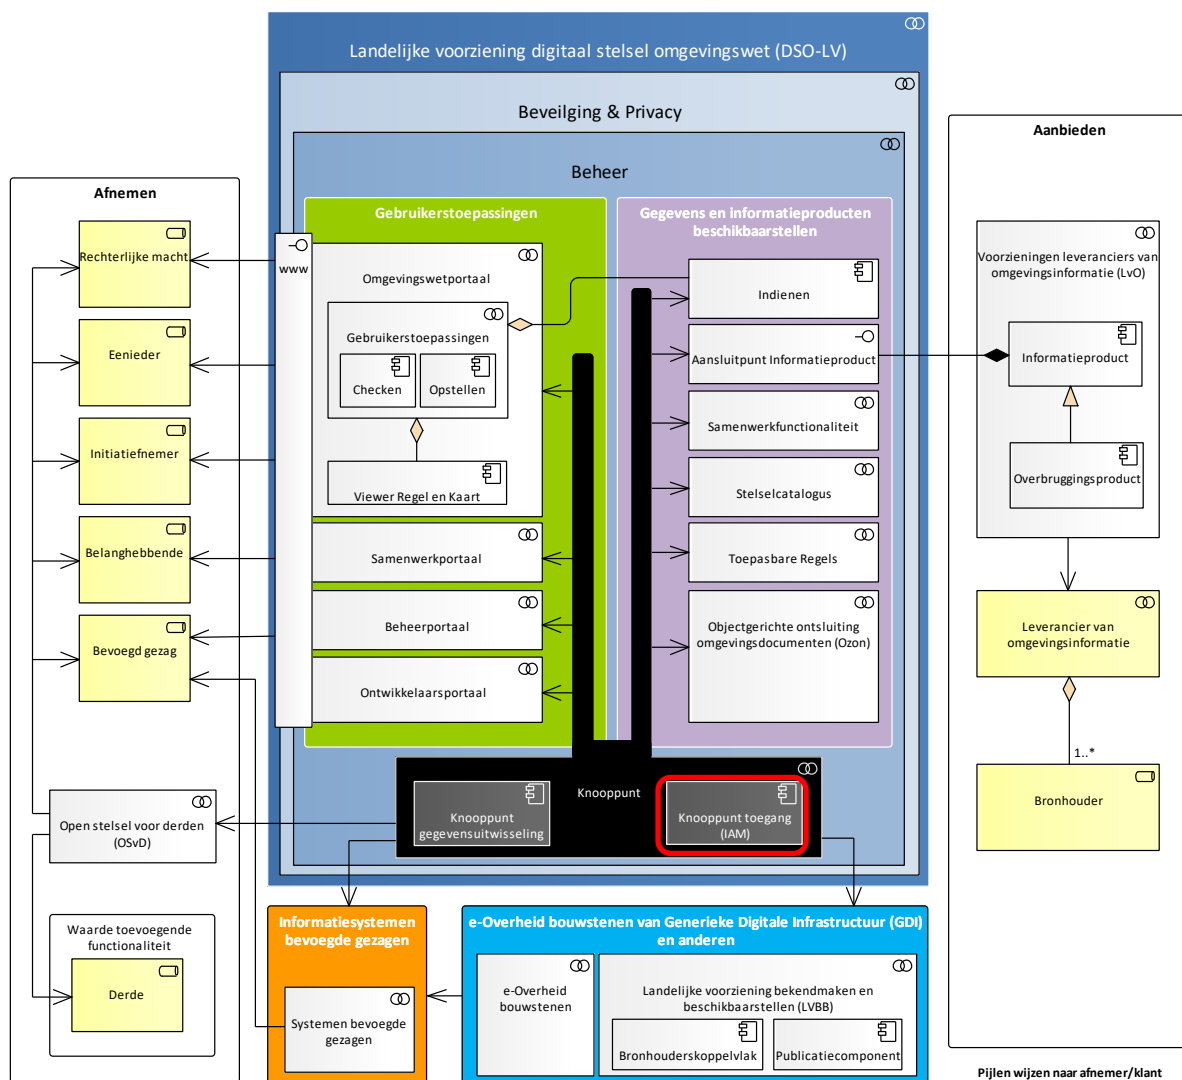 Landelijke voorziening digitaal stelsel omgevingswet (DSO-LV)
Beveilging & Privacy
Beheer
Afnemen
Rechterlijke macht
Eenieder
Initiatiefnemer
Belanghebbende
Bevoegd gezag
Open stelsel voor derden
(OSvD)
Waarde toevoegende
functionaliteit
Derde
www
Gebruikerstoepassingen
Omgevingswetportaal
Gebruikerstoepassingen
Checken
Opstellen
Viewer Regel en Kaart
Samenwerkportaal
Beheerportaal
Ontwikkelaarsportaal
Gegevens en informatieproducten
beschikbaarstellen
Indienen
Aansluitpunt Informatieproduct
Samenwerkfunctionaliteit
Stelselcatalogus
Toepasbare Regels
Objectgerichte ontsluiting
omgevingsdocumenten (Ozon)
Knooppunt
Knooppunt
gegevensuitwisseling
Knooppunt toegang
(IAM)
Informatiesystemen
bevoegde gezagen
Systemen bevoegde
gezagen
e-Overheid bouwstenen van Generieke Digitale Infrastructuur (GDI)
en anderen
e-Overheid
bouwstenen
Landelijke voorziening bekendmaken en
beschikbaarstellen (LVBB)
Bronhouderskoppelvlak
Publicatiecomponent
Aanbieden
Voorzieningen leveranciers van
omgevingsinformatie (LvO)
Informatieproduct
Overbruggingsproduct
Leverancier van
omgevingsinformatie
1..*
Bronhouder
Pijlen wijzen naar afnemer/klant